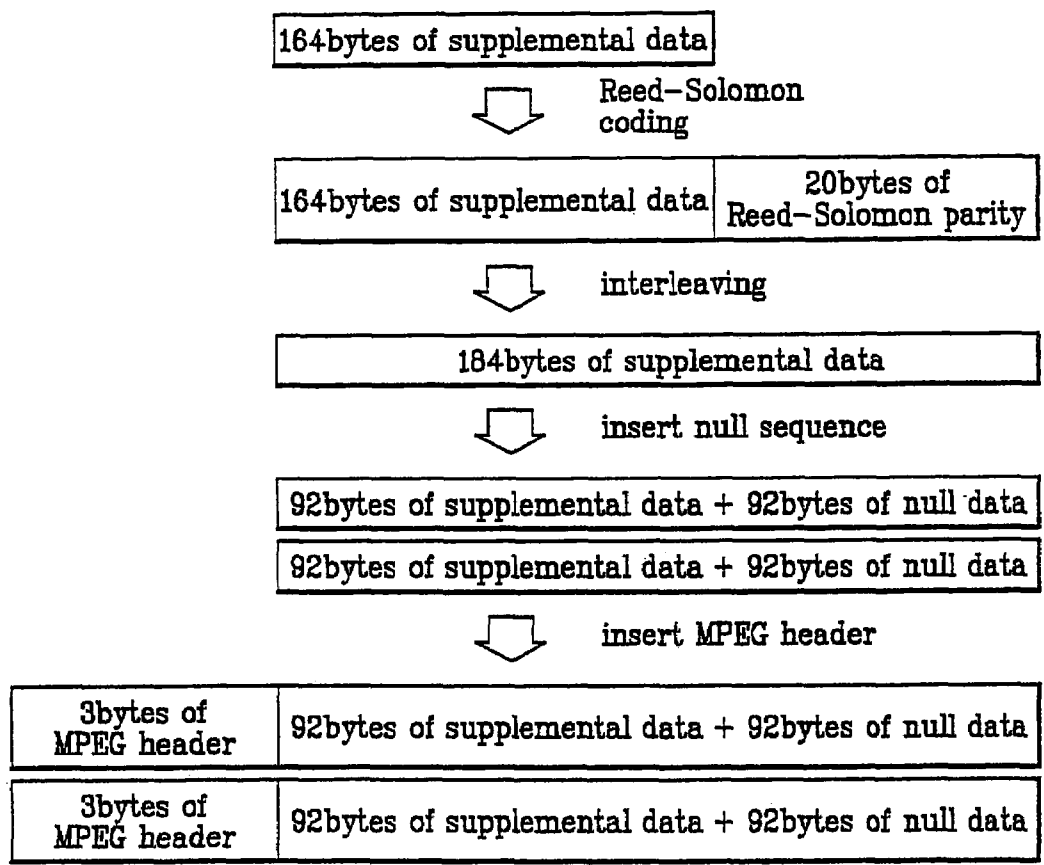 164bytes of supplemental data
Reed-Solomon
coding
164bytes of supplemental data
20bytes of
Reed-Solomon parity
interleaving
184bytes of supplemental data
insert null sequence
92bytes of supplemental data + 92bytes of null data
92bytes of supplemental data + 92bytes of null data
insert MPEG header
3bytes of
MPEG header
92bytes of supplemental data + 92bytes of null data
3bytes of
MPEG header
92bytes of supplemental data + 92bytes of null data